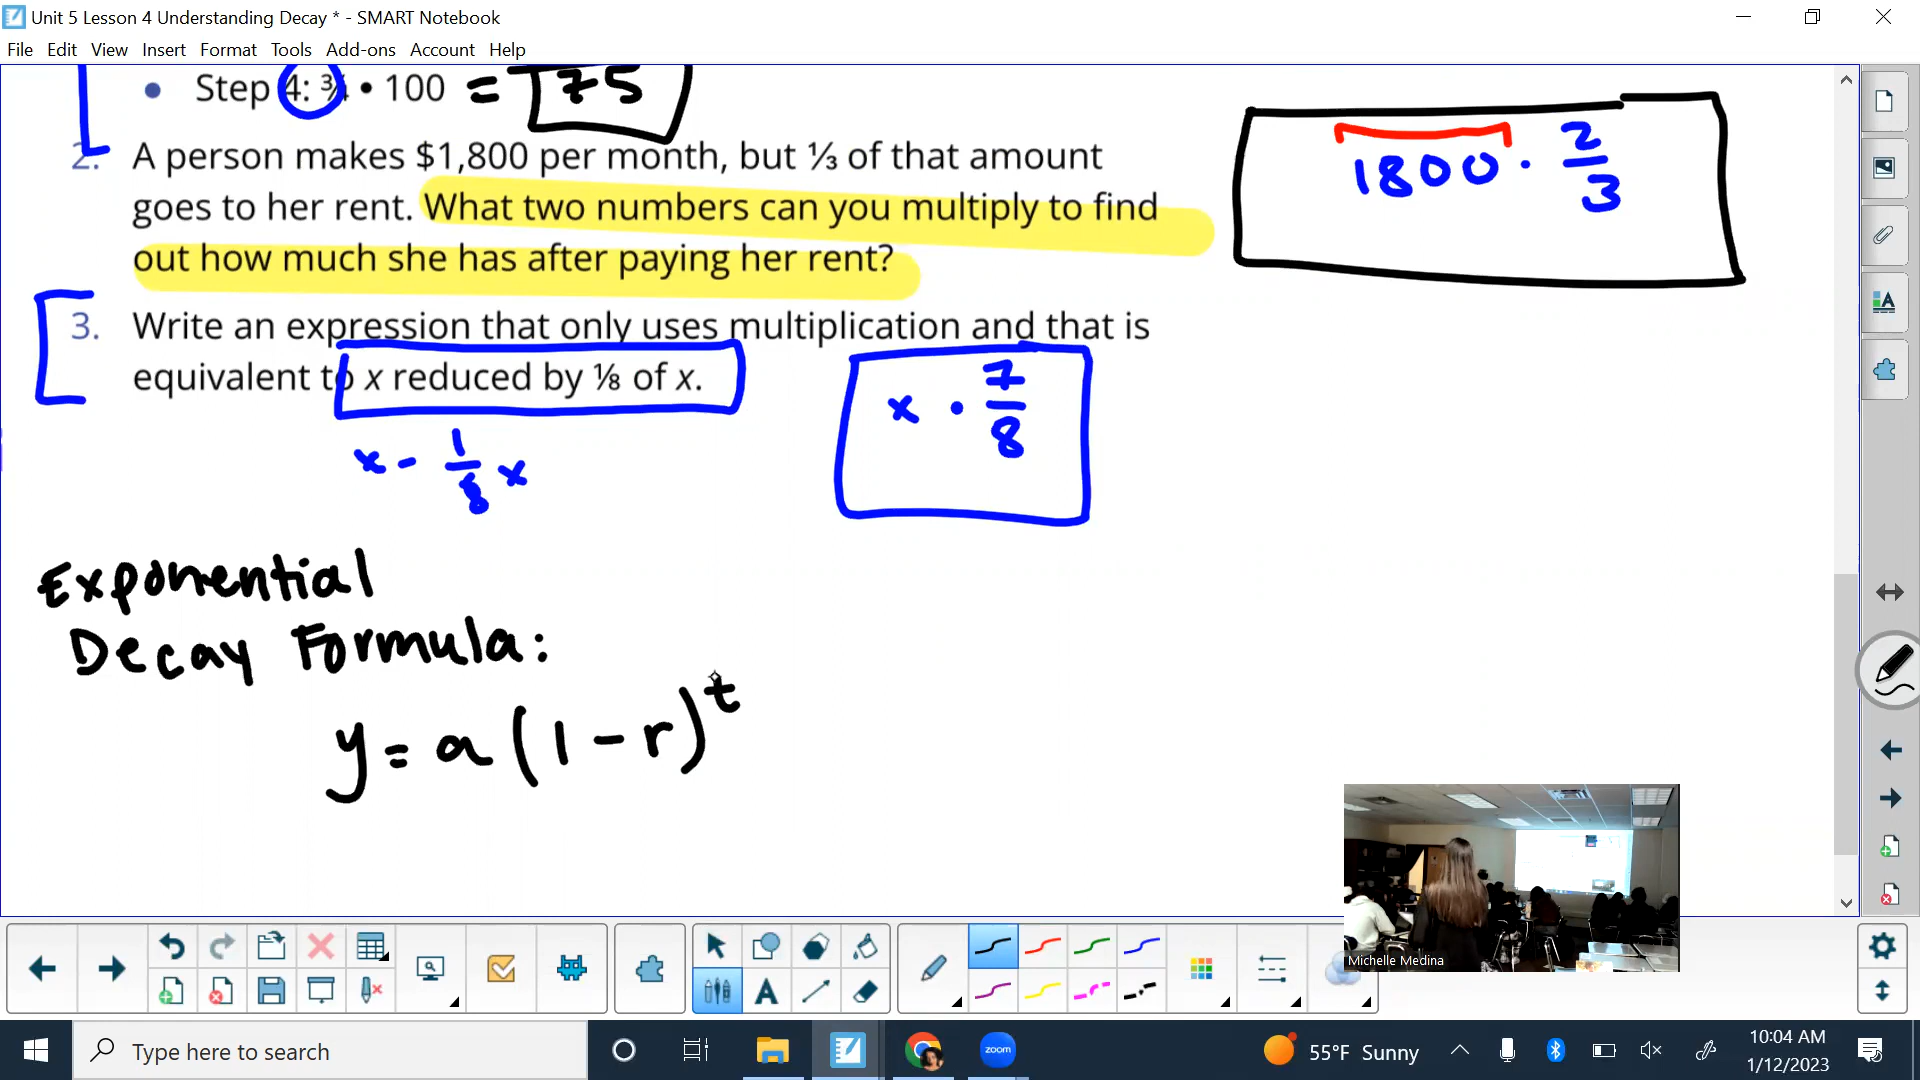 Unit 5 Lesson 4 Understanding Decay * - SMART Notebook
File Edit View Insert Format Tools Add-ons Account Help
• Step 4: ¾ • 100 = 75
2. A person makes $1,800 per month, but ⅓ of that amount
goes to her rent. What two numbers can you multiply to find
out how much she has after paying her rent?
1800 · 2/3
3. Write an expression that only uses multiplication and that is
equivalent to x reduced by ⅛ of x.
x - 1/8 x
x · 7/8
Exponential
Decay Formula:
y = a (1 - r)^t
Michelle Medina
Type here to search
zoom
55°F Sunny
10:04 AM
1/12/2023